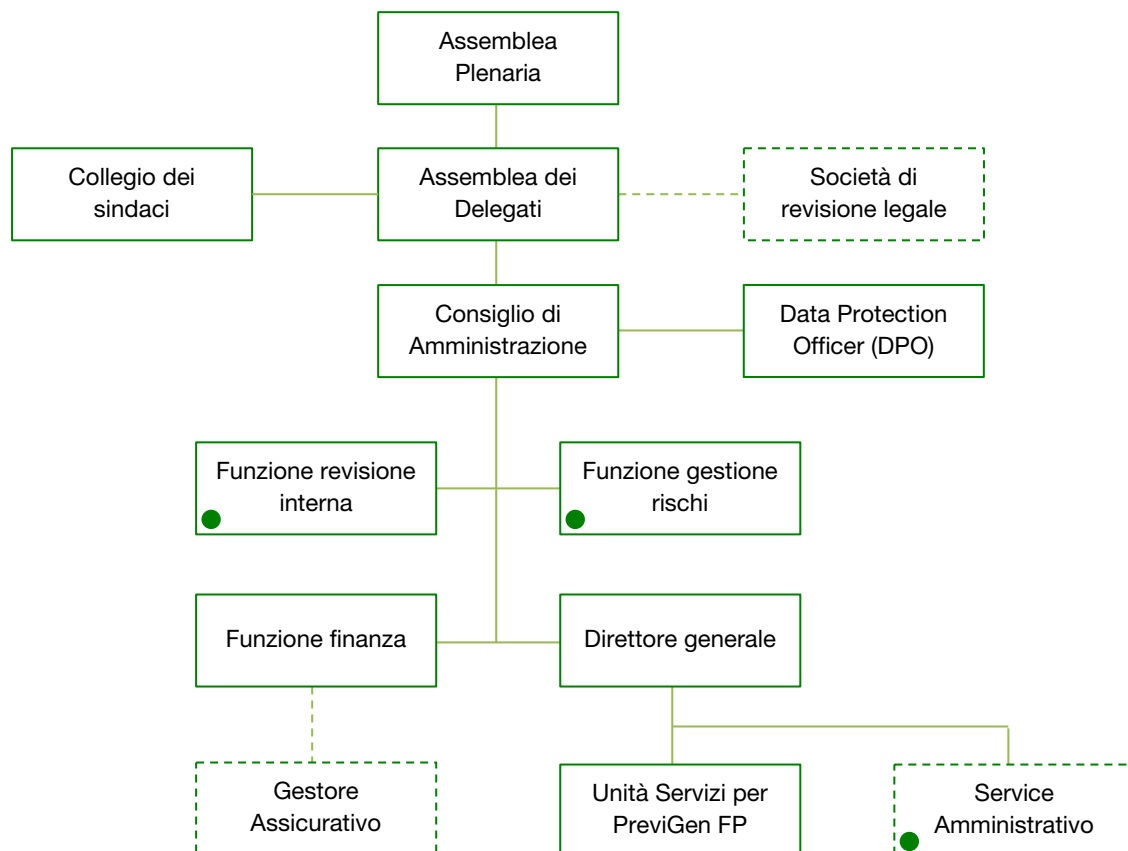 Assemblea
Plenaria
Collegio dei
sindaci
Assemblea dei
Delegati
Società di
revisione legale
Consiglio di
Amministrazione
Data Protection
Officer (DPO)
Funzione revisione
interna
Funzione gestione
rischi
Funzione finanza
Direttore generale
Gestore
Assicurativo
Unità Servizi per
PreviGen FP
Service
Amministrativo